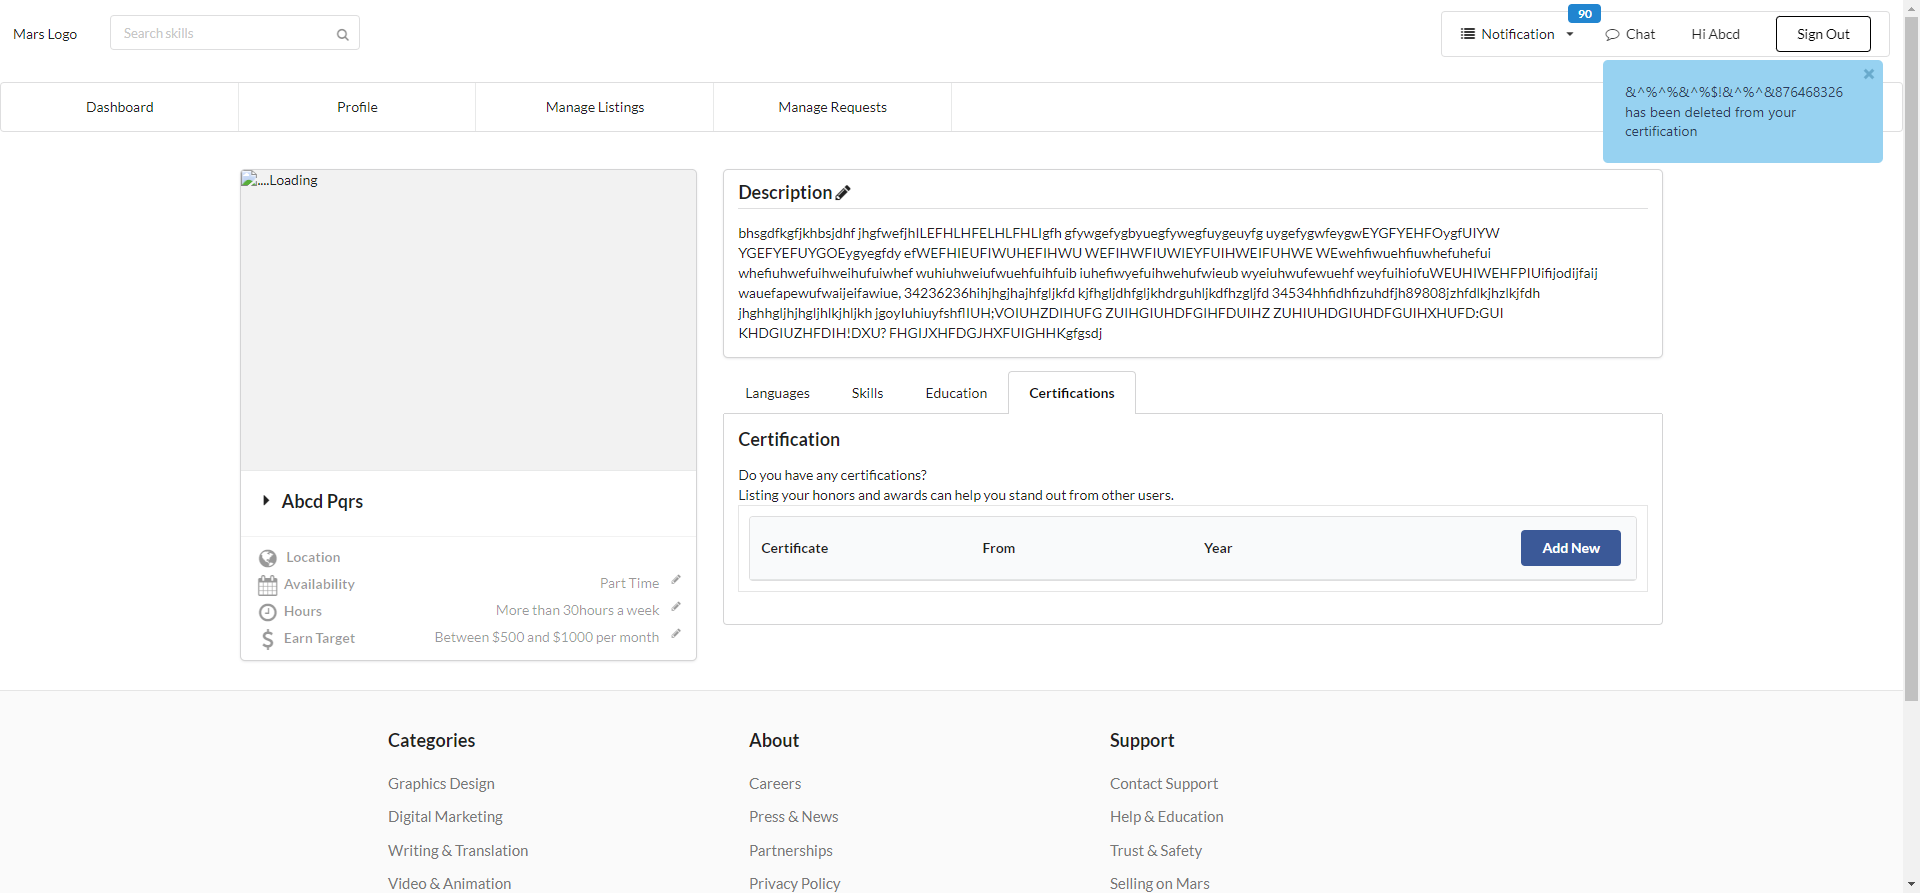 Mars Logo
Search skills
90
Notification
Chat
Hi Abcd
Sign Out
Dashboard
Profile
Manage Listings
Manage Requests
&^%^%&^%$!&^%^&876468326
has been deleted from your
certification
....Loading
Abcd Pqrs
Location
Availability
Part Time
Hours
More than 30hours a week
Earn Target
Between $500 and $1000 per month
Description
bhsgdfkgfjkhbsjdhf jhgfwefjhILEFHLHFELHLFHLIgfh gfywgefygbyuegfywegfuygeuyfg uygefygwfeygwEYGFYEHFOygfUIYW
YGEFYEFUYGOEygyegfdy efWEFHIEUFIWUHEFIHWU WEFIHWFIUWIEYFUIHWEIFUHWE WEwehfiwuehfiuwhefuhefui
whefiuhwefuihweihufuiwhef wuhiuhweiufwuehfuihfuib iuhefiwyefuihwehufwieub wyeiuhwufewuehf weyfuihiofuWEUHIWEHFPIUifijodijfaij
wauefapewufwaijeifawiue, 34236236hihjhgjhajhfgljkfd kjfhgljdhfgljkhdrguhljkdfhzgljfd 34534hhfidhfizuhdfjh89808jzhfdlkjhzlkjfdh
jhghhgljhjhgljhlkjhljkh jgoyIuhiuyfshflIUH;VOIUHZDIHUFG ZUIHGIUHDFGIHFDUIHZ ZUHIUHDGIUHDFGUIHXHUFD:GUI
KHDGIUZHFDIH!DXU? FHGIJXHFDGJHXFUIGHHKgfgsdj
Languages
Skills
Education
Certifications
Certification
Do you have any certifications?
Listing your honors and awards can help you stand out from other users.
Certificate
From
Year
Add New
Categories
Graphics Design
Digital Marketing
Writing & Translation
Video & Animation
About
Careers
Press & News
Partnerships
Privacy Policy
Support
Contact Support
Help & Education
Trust & Safety
Selling on Mars